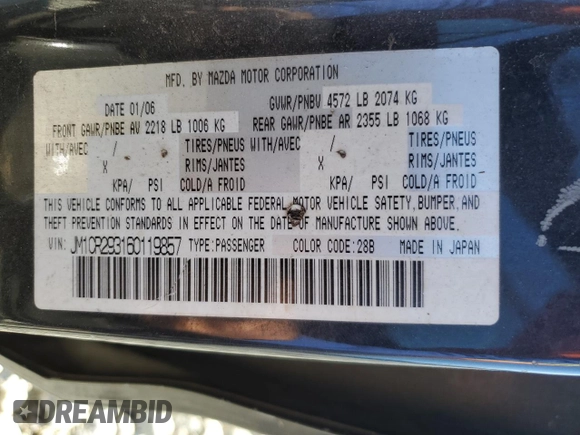 MFD. BY MAZDA MOTOR CORPORATION
DATE 01/06 GVWR/PNBV 4572 LB 2074 KG
FRONT GAWR/PNBE AV 2218 LB 1006 KG REAR GAWR/PNBE AR 2355 LB 1068 KG
WITH/AVEC / TIRES/PNEUS WITH/AVEC / TIRES/PNEUS
X RIMS/JANTES X RIMS/JANTES
KPA/ PSI COLD/A FROID KPA/ PSI COLD/A FROID
THIS VEHICLE CONFORMS TO ALL APPLICABLE FEDERAL MOTOR VEHICLE SAFETY,BUMPER,AND
THEFT PREVENTION STANDARDS IN EFFECT ON THE DATE OF MANUFACTURE SHOWN ABOVE.
VIN: JM1CR293160119857 TYPE:PASSENGER COLOR CODE:28B MADE IN JAPAN
DREAMBID